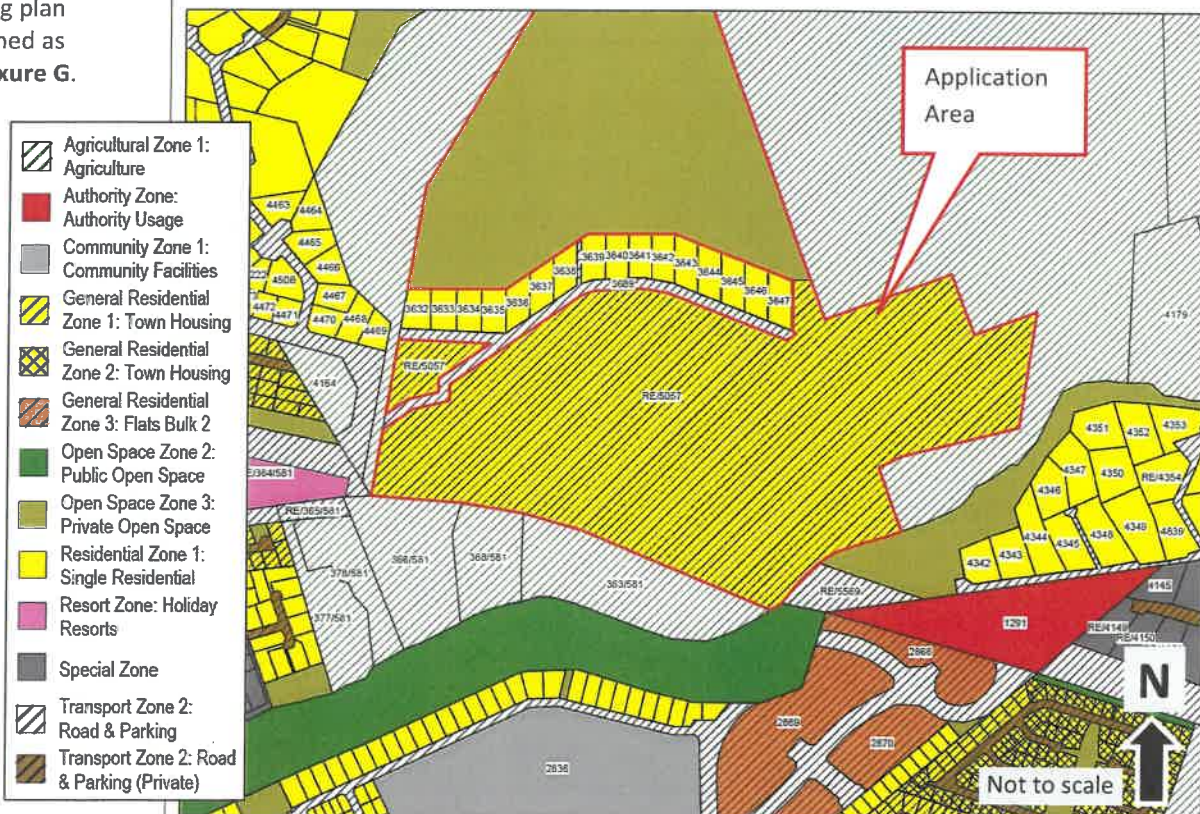 ng plan
ned as
xure G.
Agricultural Zone 1:
Agriculture
Authority Zone:
Authority Usage
Community Zone 1:
Community Facilities
General Residential
Zone 1: Town Housing
General Residential
Zone 2: Town Housing
General Residential
Zone 3: Flats Bulk 2
Open Space Zone 2:
Public Open Space
Open Space Zone 3:
Private Open Space
Residential Zone 1:
Single Residential
Resort Zone: Holiday
Resorts
Special Zone
Transport Zone 2:
Road & Parking
Transport Zone 2: Road
& Parking (Private)
Application
Area
4463
4464
4465
4466
222
4508
4467
4472
4471
4470
4468
4469
3632
3633
3634
3635
3636
3637
3638
3639
3640
3641
3642
3643
3644
3645
3646
3647
RE/5057
RE/5057
4164
4179
E/364/581
RE/365/581
366/581
368/581
363/581
378/581
377/581
4351
4352
4353
4347
4350
RE/4354
4346
4344
4345
4348
4349
4839
4342
4343
RE/5569
1291
4145
RE/4149
RE/4150
2868
2869
2870
2836
N
Not to scale